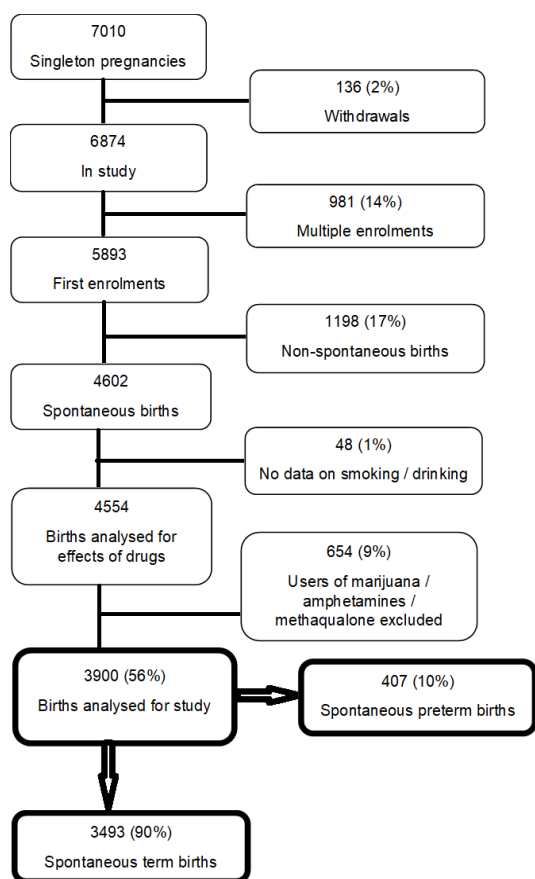 7010
Singleton pregnancies
136 (2%)
Withdrawals
6874
In study
981 (14%)
Multiple enrolments
5893
First enrolments
1198 (17%)
Non-spontaneous births
4602
Spontaneous births
48 (1%)
No data on smoking / drinking
4554
Births analysed for
effects of drugs
654 (9%)
Users of marijuana /
amphetamines /
methaqualone excluded
3900 (56%)
Births analysed for study
407 (10%)
Spontaneous preterm births
3493 (90%)
Spontaneous term births